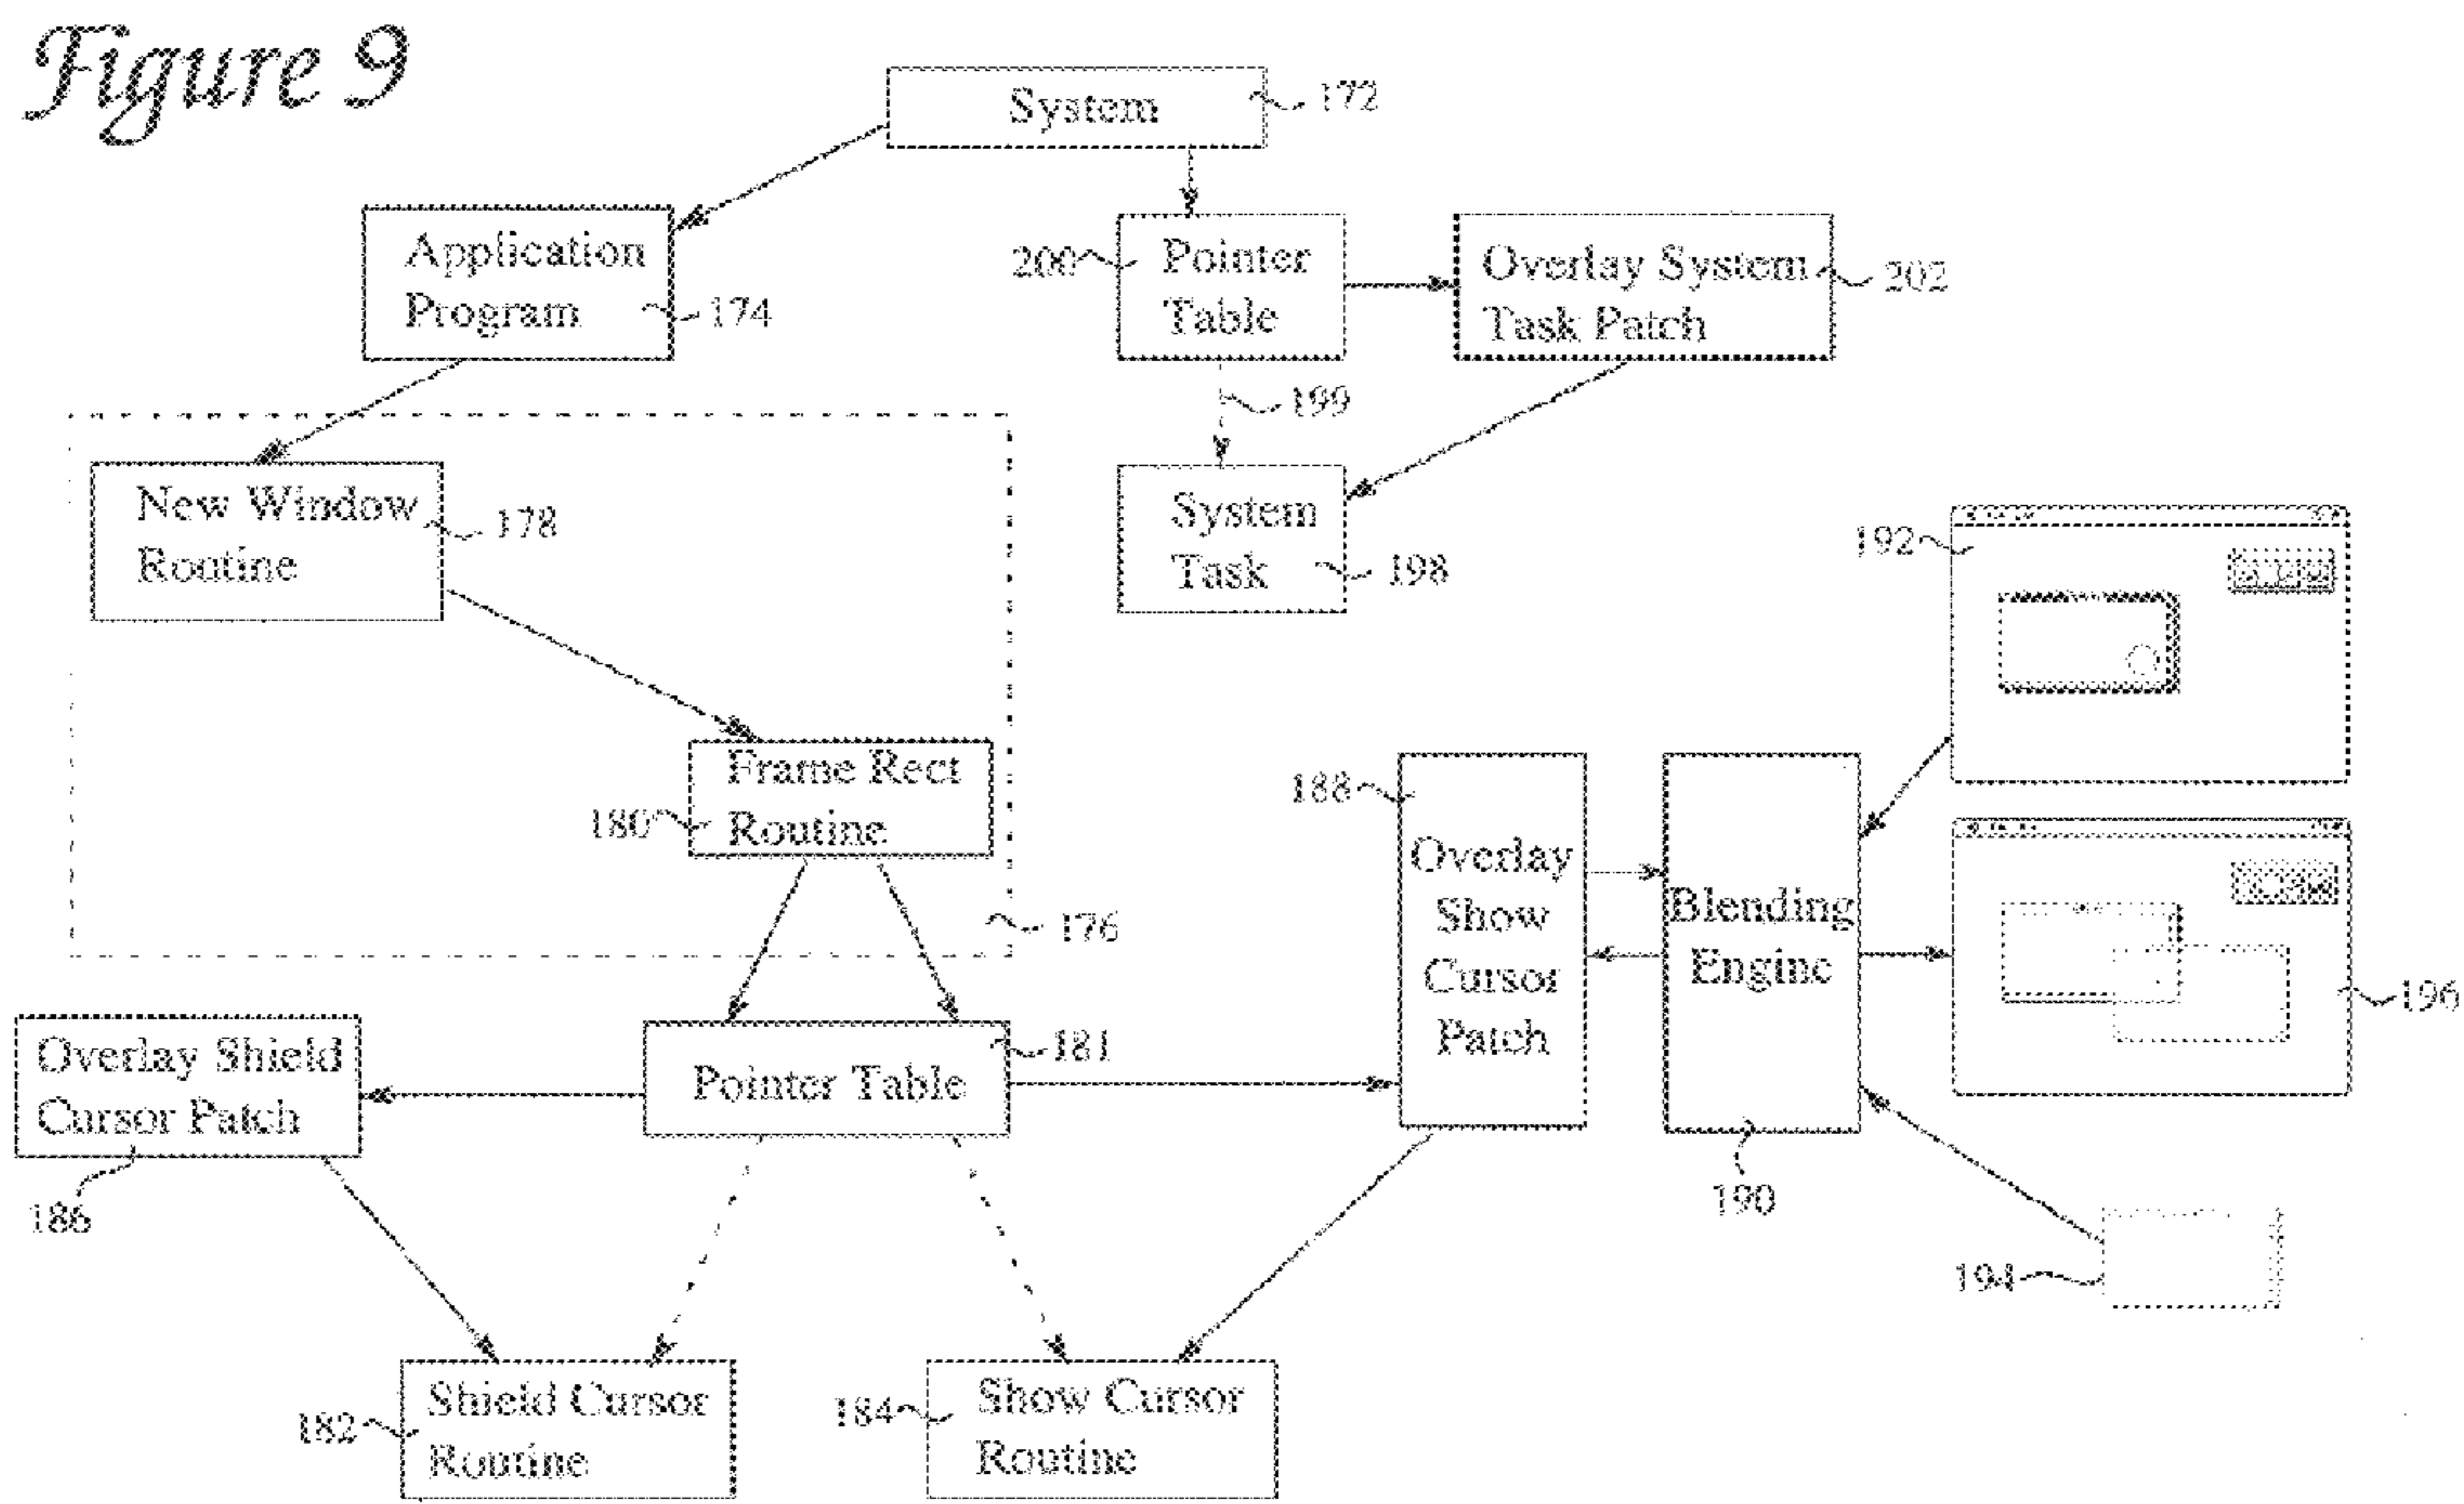 Figure 9
System
172
Application
Program
174
200
Pointer
Table
Overlay System
Task Patch
202
199
New Window
Routine
178
System
Task
198
192
Frame Rect
Routine
180
176
188
Overlay
Show
Cursor
Patch
Blending
Engine
190
196
Overlay Shield
Cursor Patch
186
Pointer Table
181
194
Shield Cursor
Routine
182
Show Cursor
Routine
184